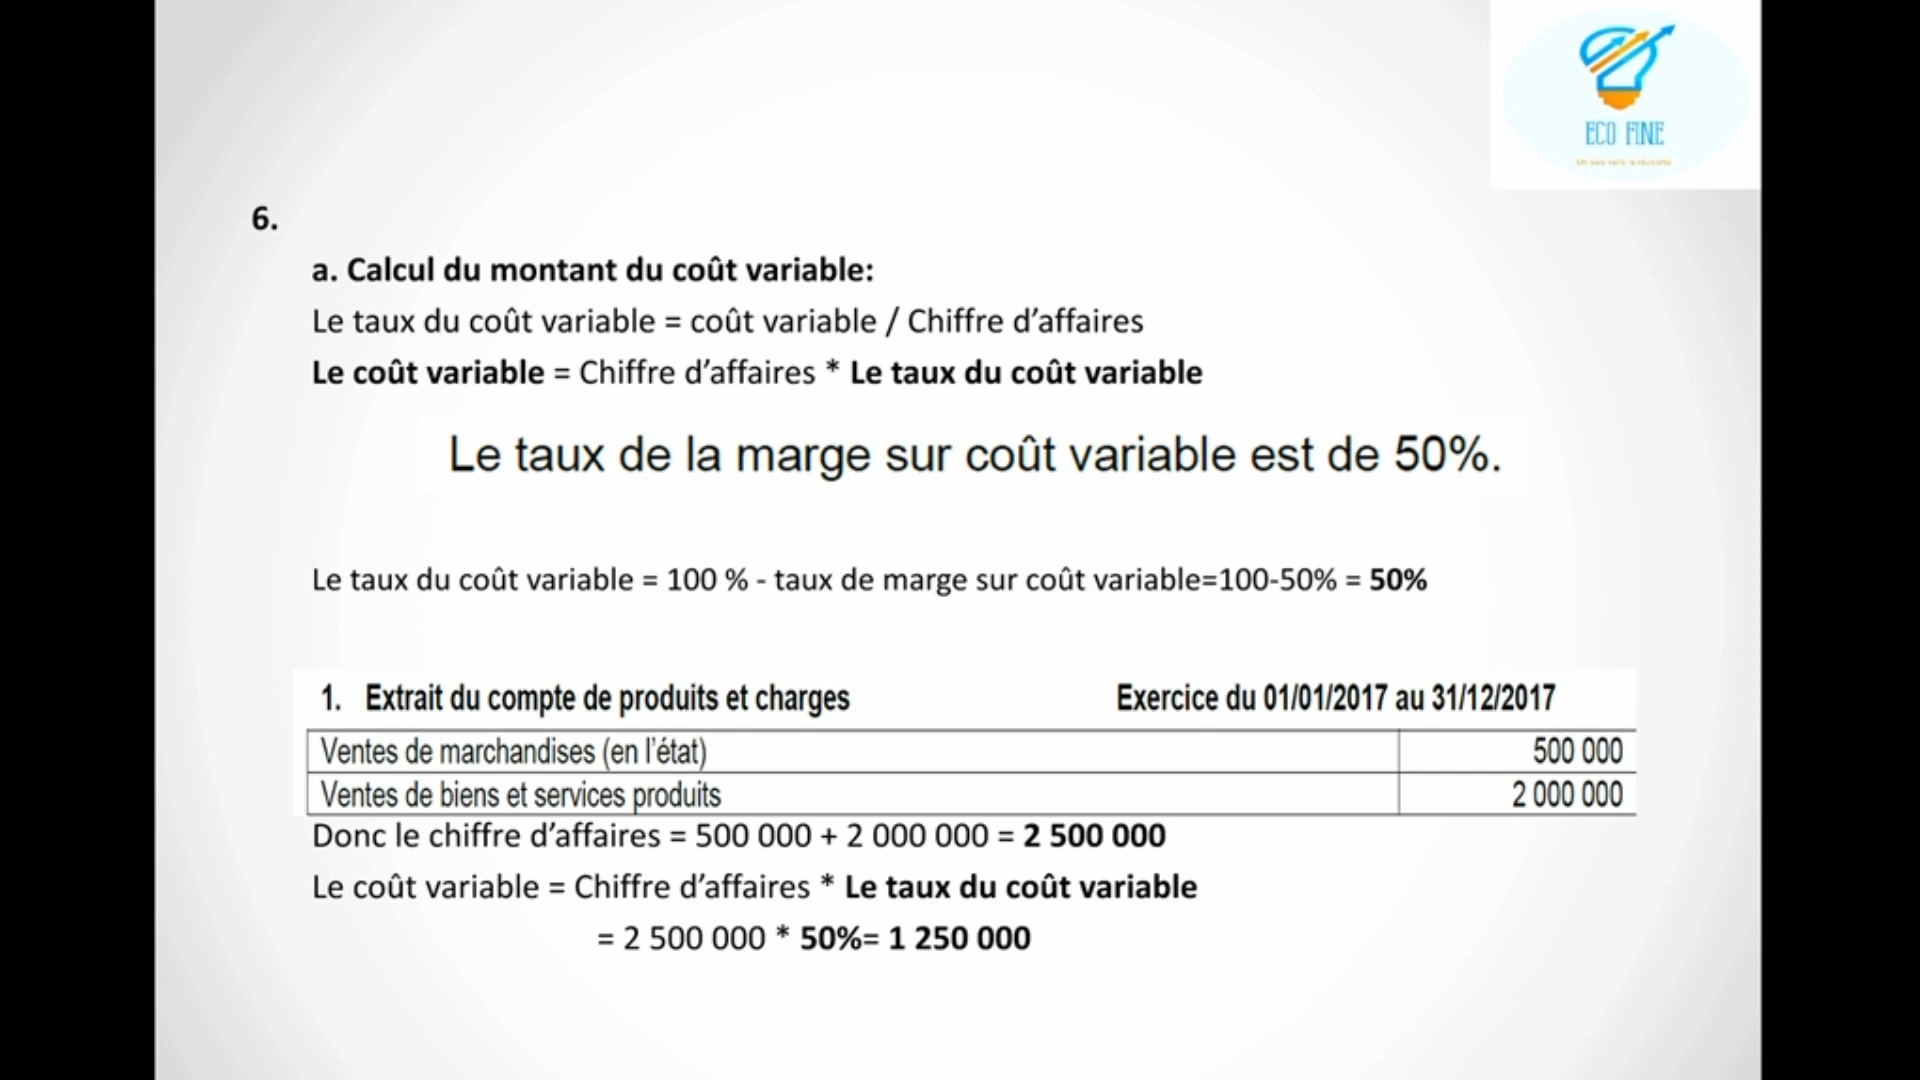 ECO FINE
Un pas vers la réussite
6.
a. Calcul du montant du coût variable:
Le taux du coût variable = coût variable / Chiffre d’affaires
Le coût variable = Chiffre d’affaires * Le taux du coût variable
Le taux de la marge sur coût variable est de 50%.
Le taux du coût variable = 100 % - taux de marge sur coût variable=100-50% = 50%
1. Extrait du compte de produits et charges Exercice du 01/01/2017 au 31/12/2017
Ventes de marchandises (en l’état) 500 000
Ventes de biens et services produits 2 000 000
Donc le chiffre d’affaires = 500 000 + 2 000 000 = 2 500 000
Le coût variable = Chiffre d’affaires * Le taux du coût variable
= 2 500 000 * 50%= 1 250 000